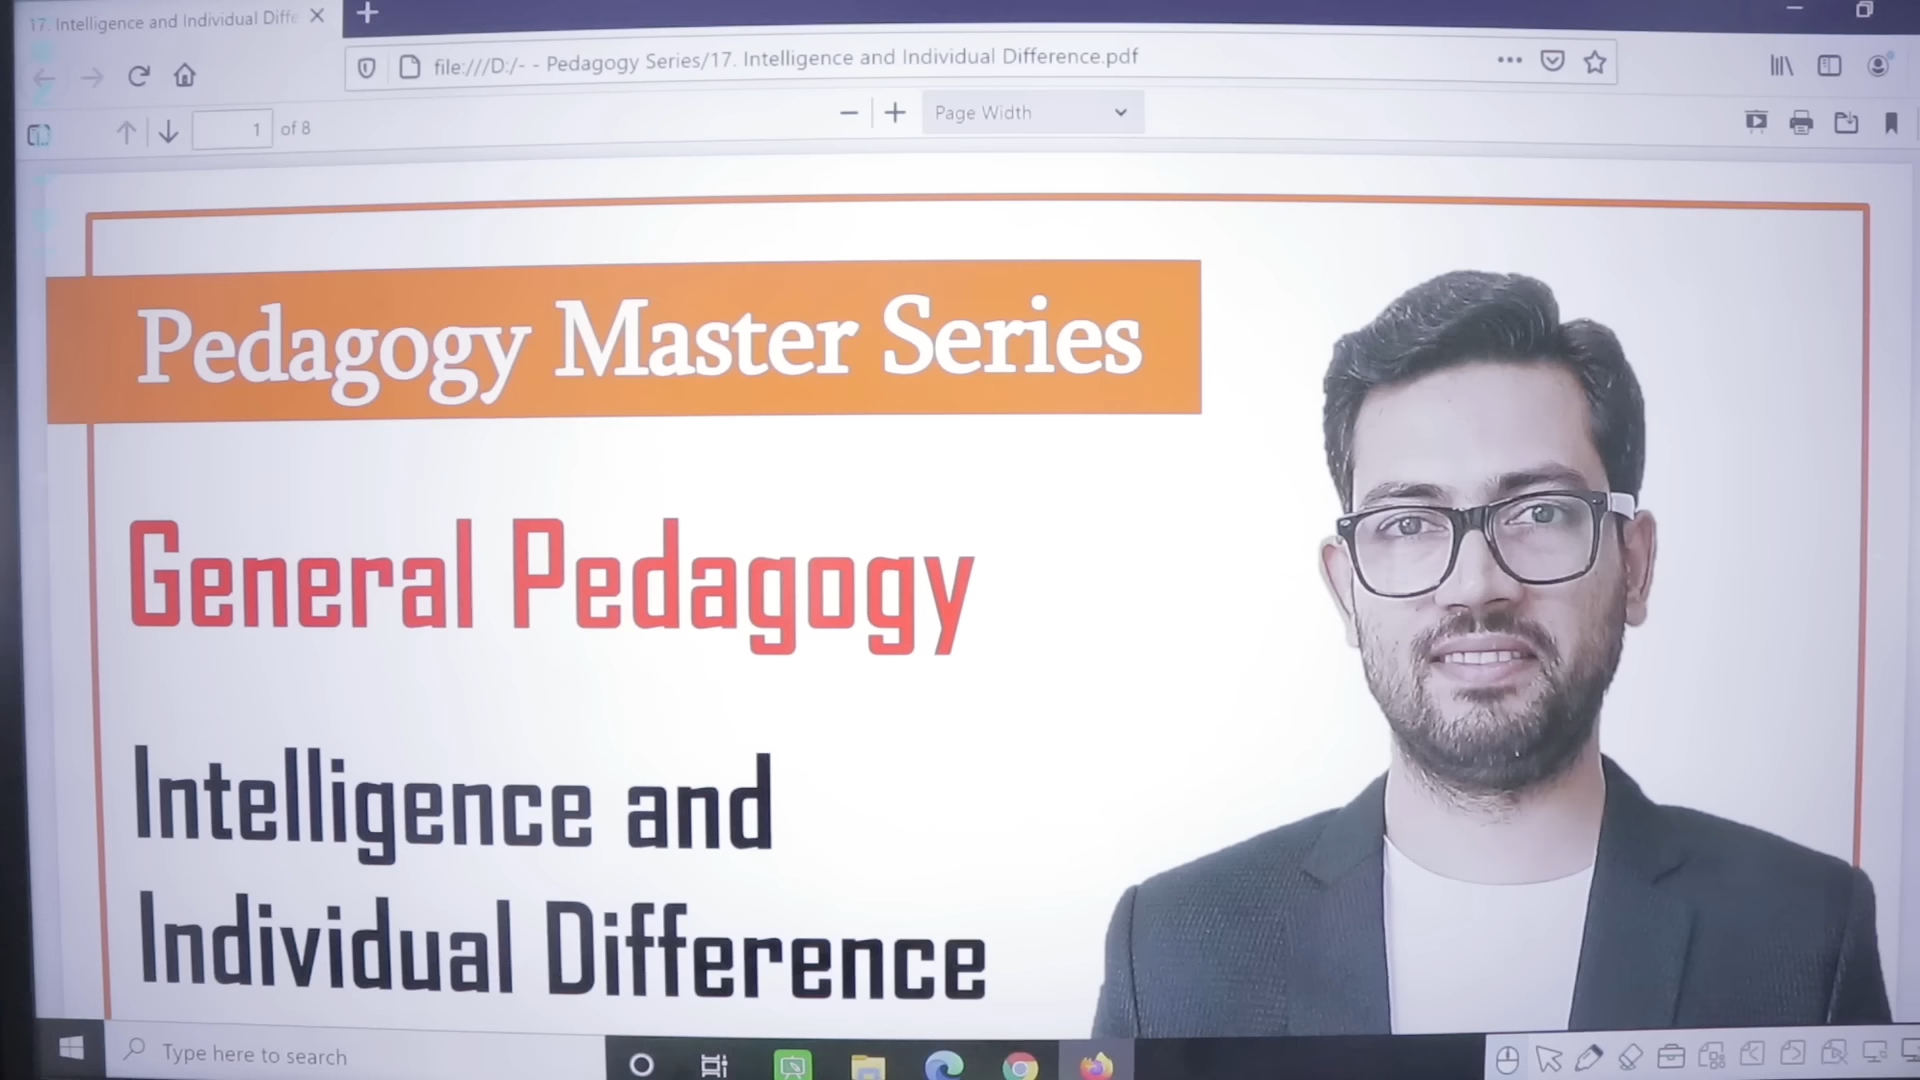 17. Intelligence and Individual Diffe
file:///D:/- - Pedagogy Series/17. Intelligence and Individual Difference.pdf
1 of 8
Page Width
Pedagogy Master Series
General Pedagogy
Intelligence and
Individual Difference
Type here to search